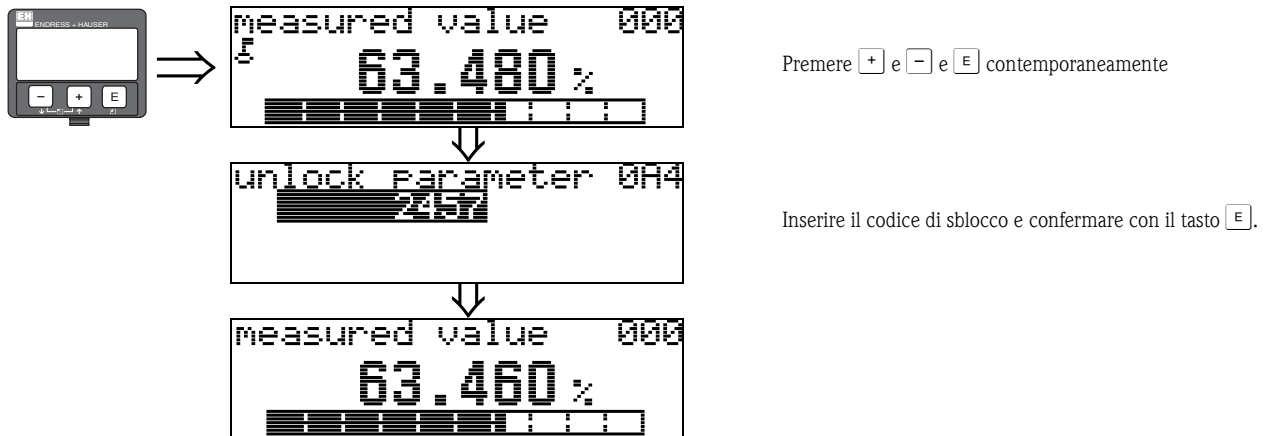 EH
ENDRESS + HAUSER
- + E
measured value 000
63.480 %
Premere + e - e E contemporaneamente
unlock parameter 0A4
2457
Inserire il codice di sblocco e confermare con il tasto E.
measured value 000
63.460 %